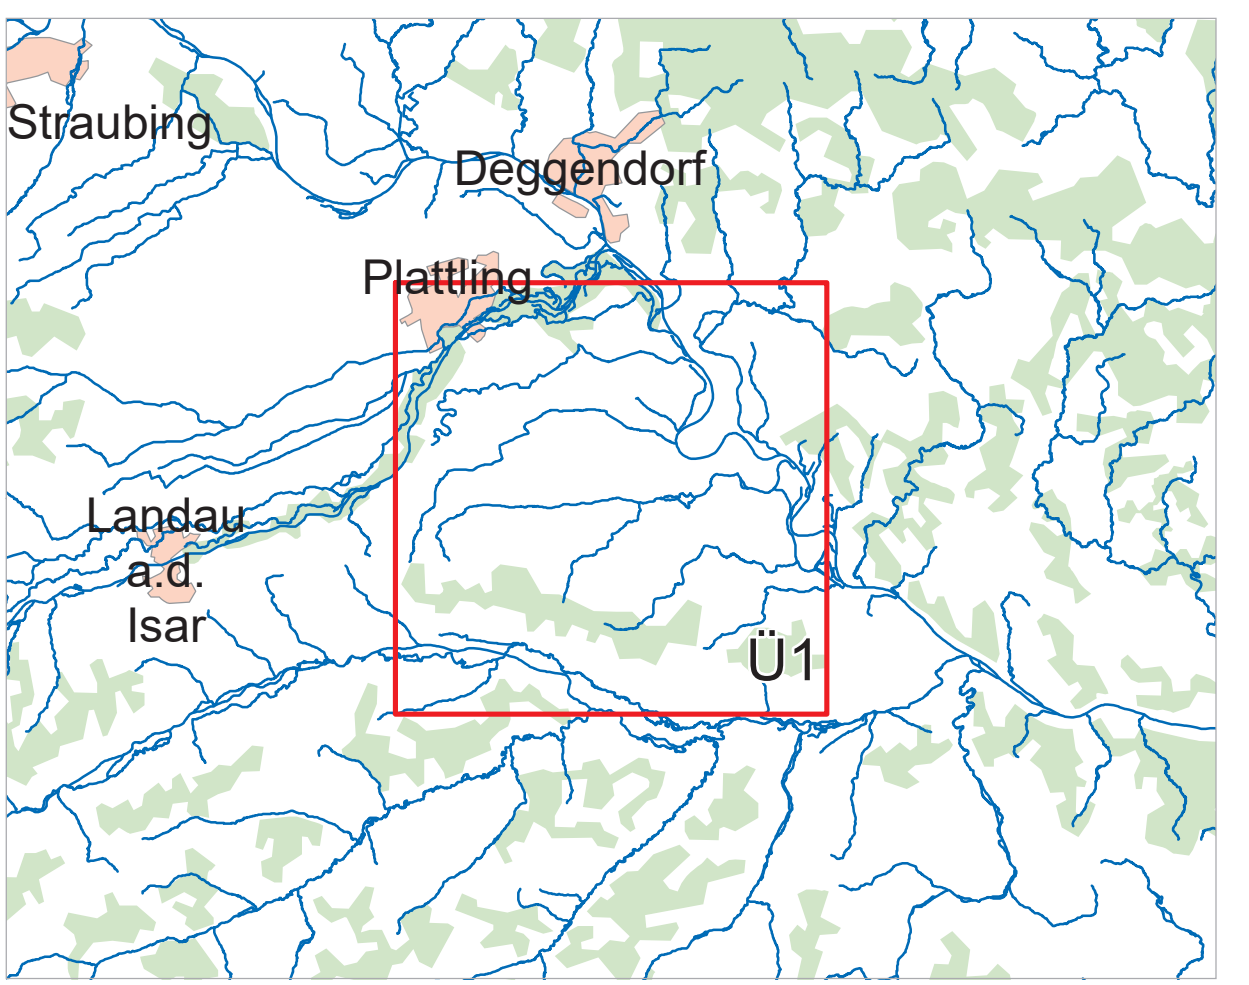 Straubing
Deggendorf
Plattling
Landau
a.d.
Isar
Ü1